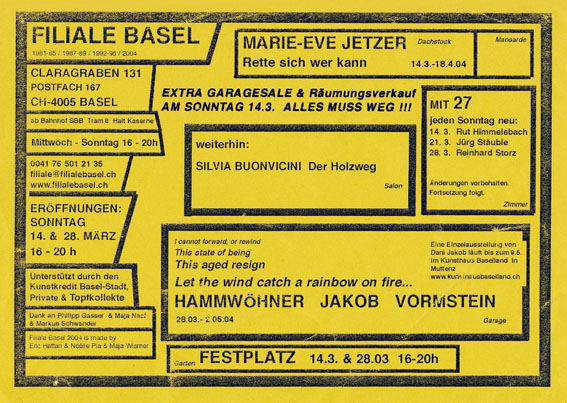 FILIALE BASEL
1981-85 / 1987-89 / 1992-95 / 2004
CLARAGRABEN 131
POSTFACH 167
CH-4005 BASEL
ab Bahnhof SBB Tram 8 Halt Kaserne
Mittwoch - Sonntag 16 - 20h
0041 76 501 21 35
filiale@filialebasel.ch
www.filialebasel.ch
ERÖFFNUNGEN:
SONNTAG
14. & 28. MÄRZ
16 - 20 h
Unterstützt durch den
Kunstkredit Basel-Stadt,
Private & Topfkollekte
Dank an Philipp Gasser & Maja Naef
& Markus Schwander
Filiale Basel 2004 is made by
Eric Hattan & Noëlle Pia & Maja Wismer
MARIE-EVE JETZER Dachstock
Rette sich wer kann 14.3.-18.4.04
Mansarde
EXTRA GARAGESALE & Räumungsverkauf
AM SONNTAG 14.3. ALLES MUSS WEG !!!
weiterhin:
SILVIA BUONVICINI Der Holzweg
Salon
MIT 27
jeden Sonntag neu:
14. 3. Rut Himmelsbach
21. 3. Jürg Stäuble
28. 3. Reinhard Storz
Änderungen vorbehalten.
Fortsetzung folgt.
Zimmer
I cannot forward, or rewind
This state of being
This aged resign
Let the wind catch a rainbow on fire...
HAMMWÖHNER JAKOB VORMSTEIN
28.03.- 2.05.04
Garage
Eine Einzelausstellung von
Dani Jakob läuft bis zum 9.5.
im Kunsthaus Baselland in
Muttenz
www.kunsthausbaselland.ch
Garten FESTPLATZ 14.3. & 28.03 16-20h